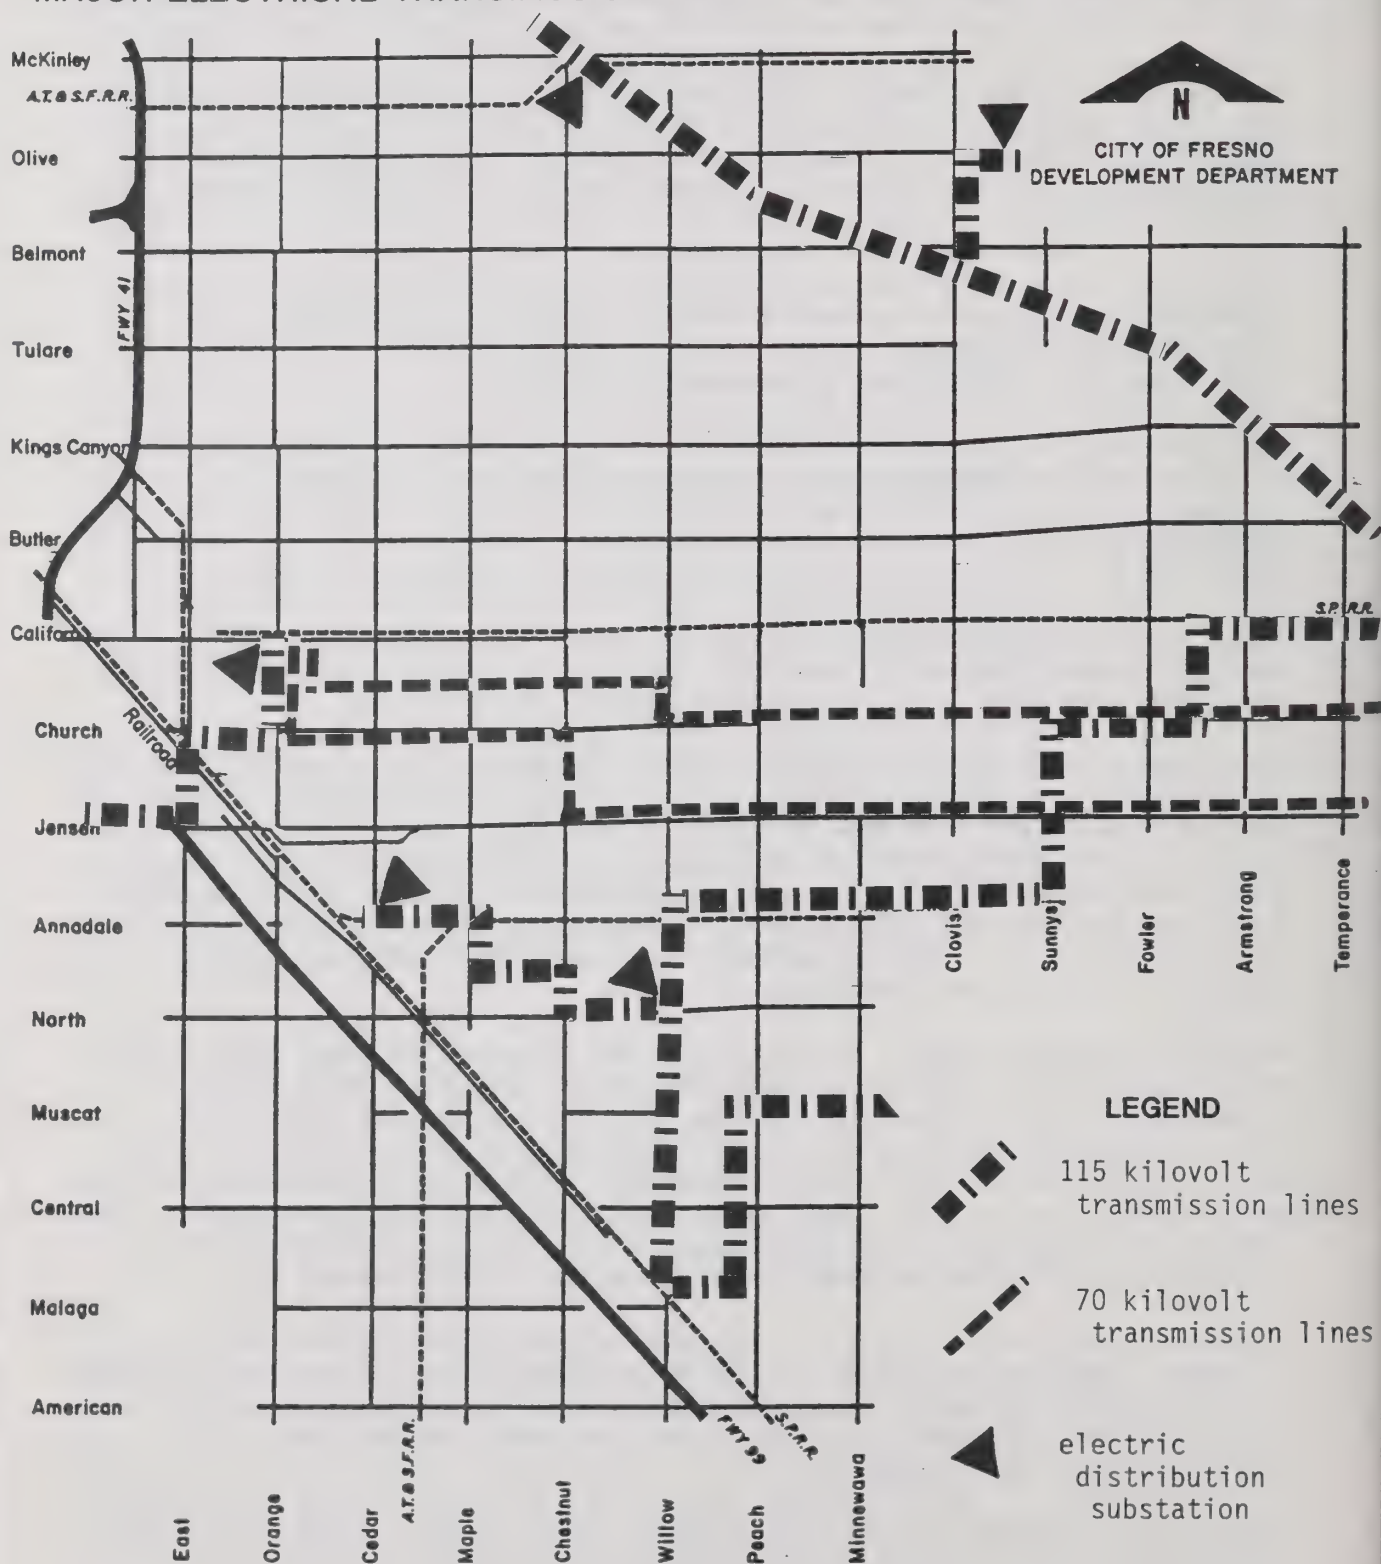 McKinley
A.T. & S.F.R.R.
Olive
Belmont
FWY 41
Tulare
Kings Canyon
Butler
Califo
Railroad
Church
Jensen
Annadale
North
Muscat
Central
Malaga
American
N
CITY OF FRESNO
DEVELOPMENT DEPARTMENT
S.P.R.R.
Clovis
Sunnys
Fowler
Armstrong
Temperance
LEGEND
115 kilovolt
transmission lines
70 kilovolt
transmission lines
electric
distribution
substation
East
Orange
Cedar
A.T. & S.F.R.R.
Maple
Chestnut
Willow
FWY 99
Peach
S.P.R.R.
Minnewawa